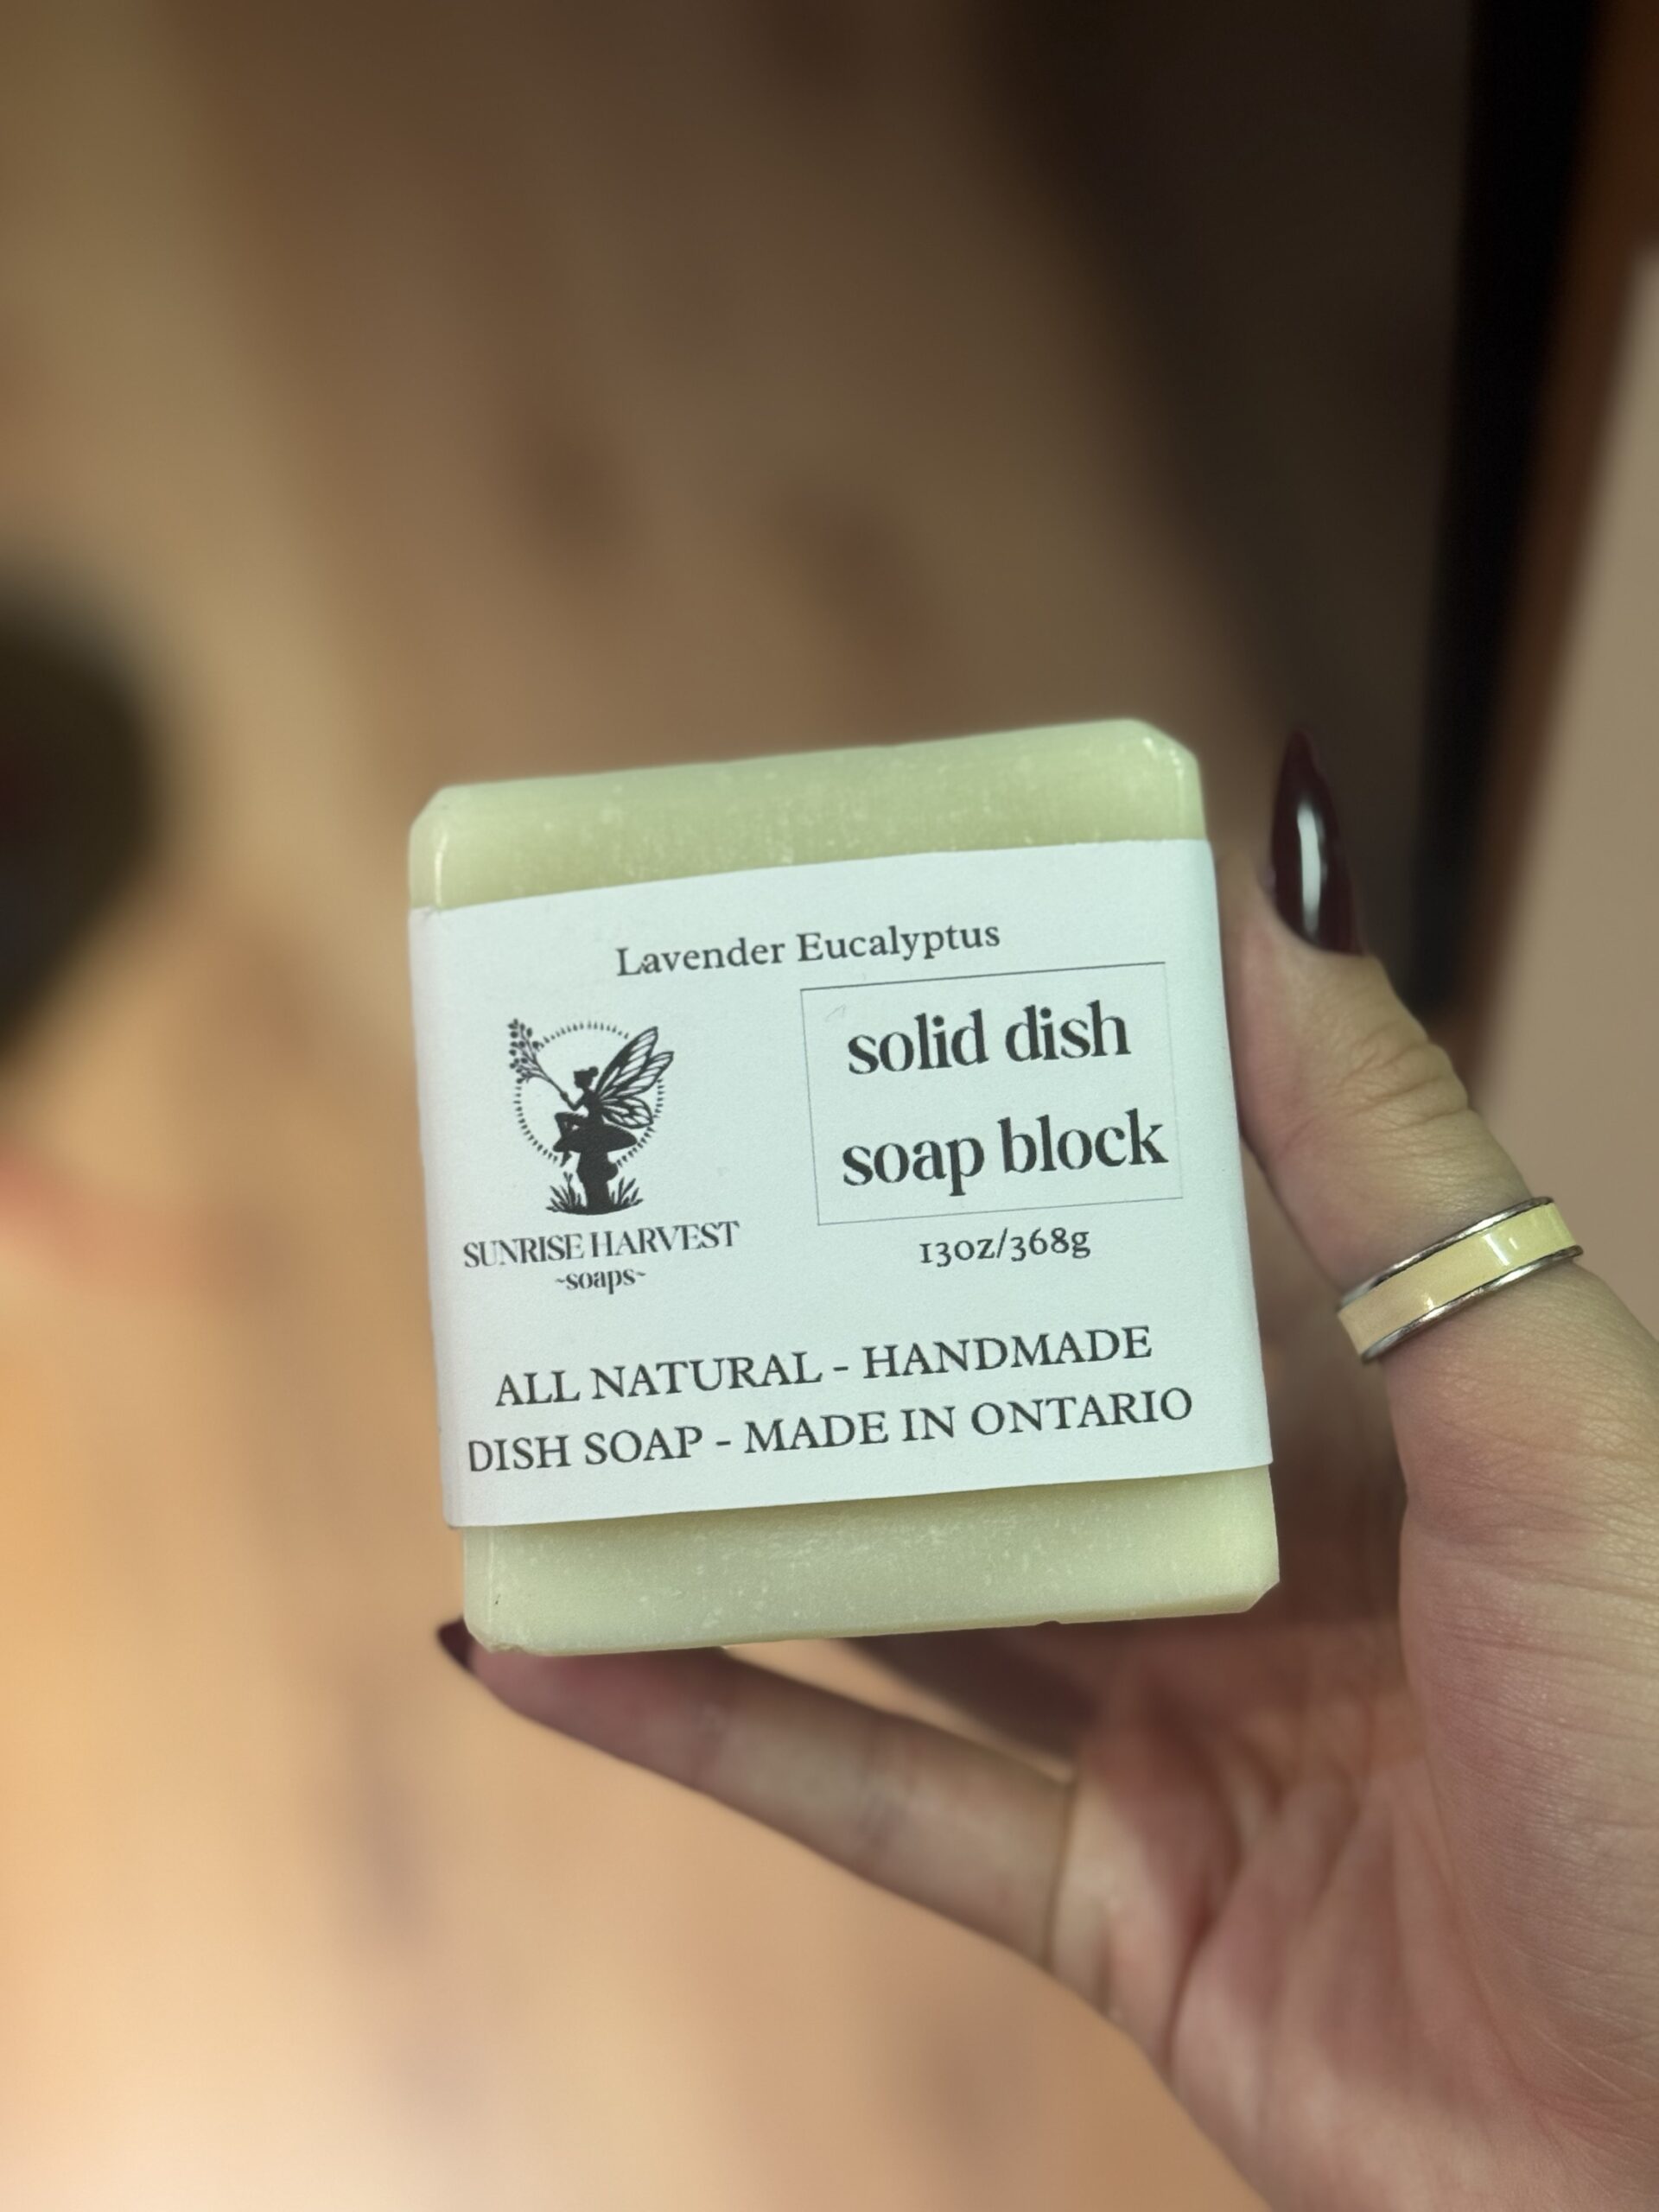 Lavender Eucalyptus
solid dish
soap block
13oz/368g
SUNRISE HARVEST
~soaps~
ALL NATURAL - HANDMADE
DISH SOAP - MADE IN ONTARIO